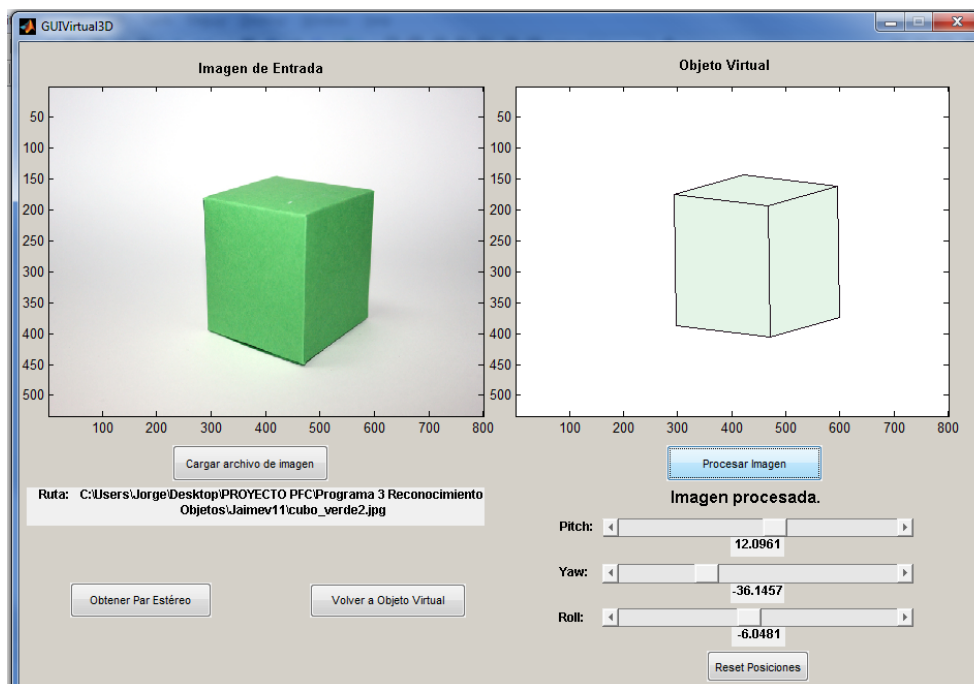 GUIVirtual3D
Imagen de Entrada
Objeto Virtual
50
100
150
200
250
300
350
400
450
500
100 200 300 400 500 600 700 800
50
100
150
200
250
300
350
400
450
500
100 200 300 400 500 600 700 800
Cargar archivo de imagen
Procesar Imagen
Ruta: C:\Users\Jorge\Desktop\PROYECTO PFC\Programa 3 Reconocimiento
Objetos\Jaimev11\cubo_verde2.jpg
Imagen procesada.
Pitch:
12.0961
Yaw:
-36.1457
Roll:
-6.0481
Obtener Par Estéreo
Volver a Objeto Virtual
Reset Posiciones